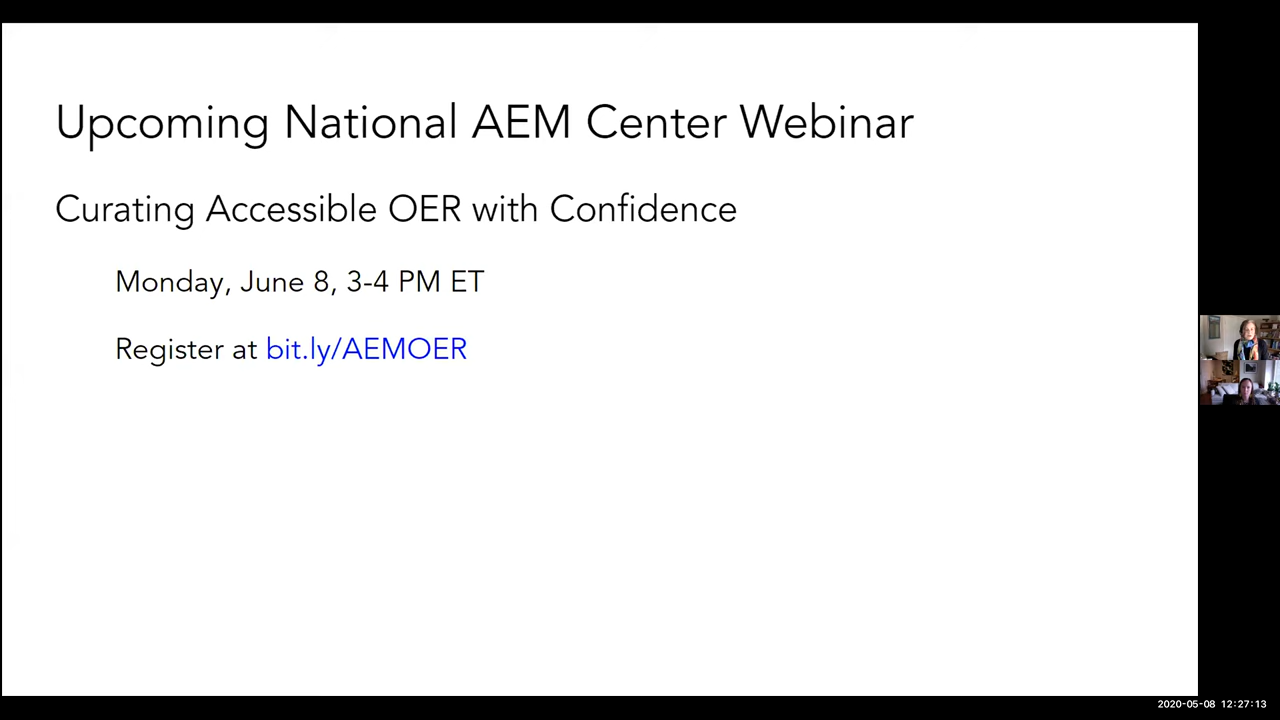 Upcoming National AEM Center Webinar
Curating Accessible OER with Confidence
Monday, June 8, 3-4 PM ET
Register at bit.ly/AEMOER
2020-05-08 12:27:13